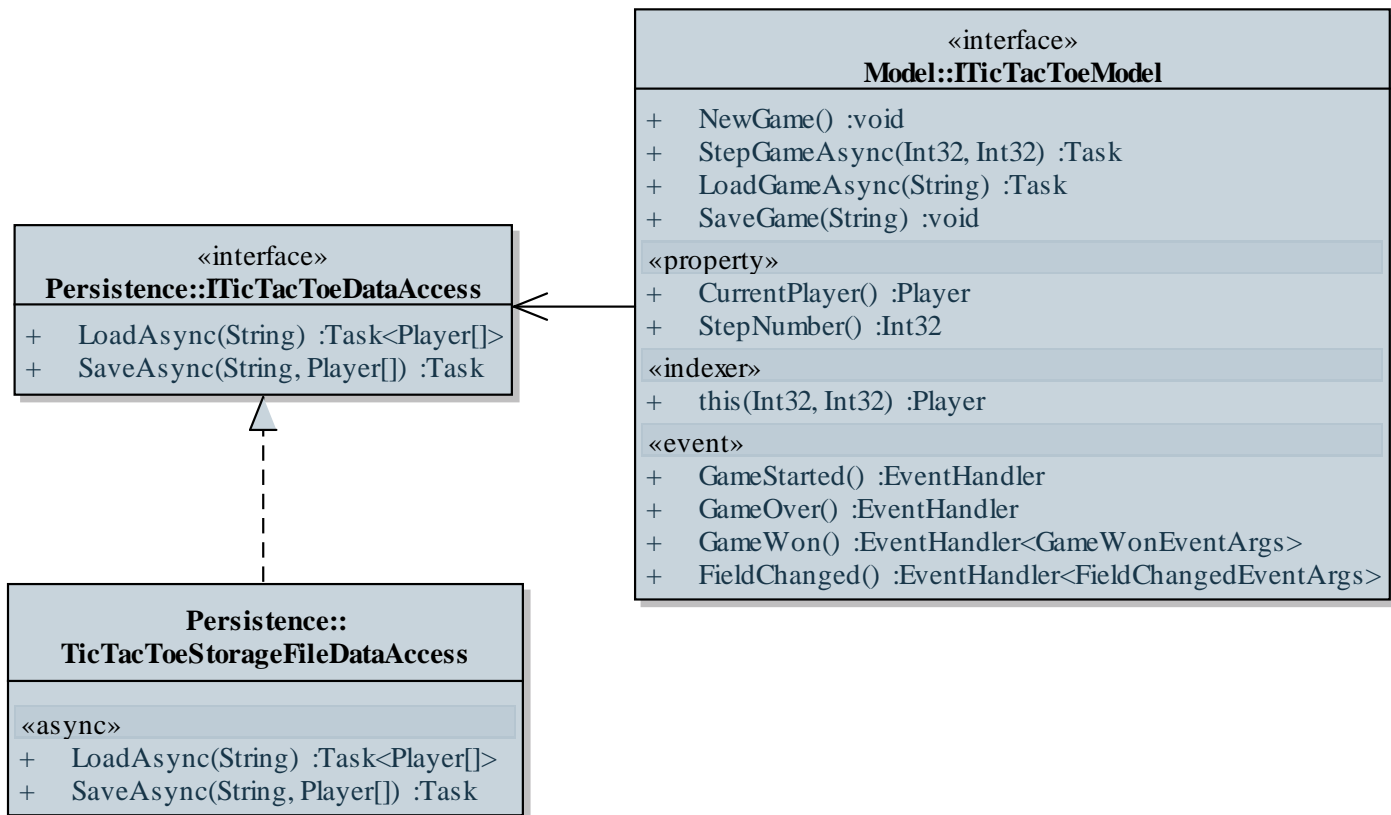 «interface»
Model::ITicTacToeModel
+ NewGame() :void
+ StepGameAsync(Int32, Int32) :Task
+ LoadGameAsync(String) :Task
+ SaveGame(String) :void
«property»
+ CurrentPlayer() :Player
+ StepNumber() :Int32
«indexer»
+ this(Int32, Int32) :Player
«event»
+ GameStarted() :EventHandler
+ GameOver() :EventHandler
+ GameWon() :EventHandler<GameWonEventArgs>
+ FieldChanged() :EventHandler<FieldChangedEventArgs>
«interface»
Persistence::ITicTacToeDataAccess
+ LoadAsync(String) :Task<Player[]>
+ SaveAsync(String, Player[]) :Task
Persistence::
TicTacToeStorageFileDataAccess
«async»
+ LoadAsync(String) :Task<Player[]>
+ SaveAsync(String, Player[]) :Task